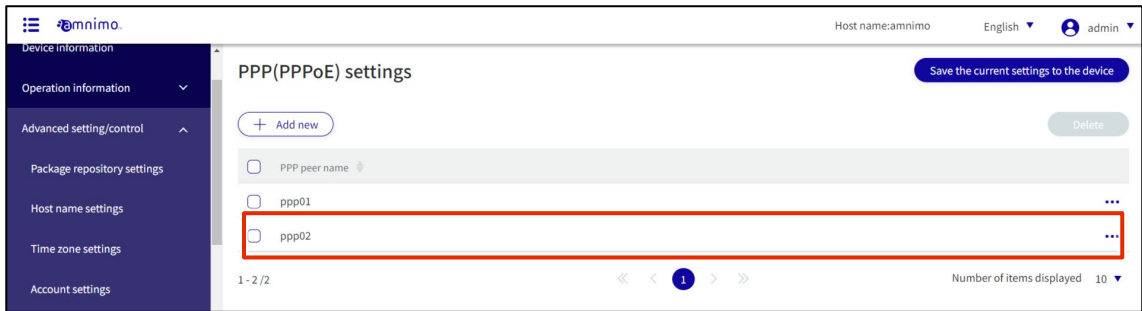 amnimo
Host name:amnimo
English
admin
Device information
Operation information
Advanced setting/control
Package repository settings
Host name settings
Time zone settings
Account settings
PPP(PPPoE) settings
Save the current settings to the device
+ Add new
Delete
PPP peer name
ppp01
ppp02
1 - 2 /2
1
Number of items displayed 10